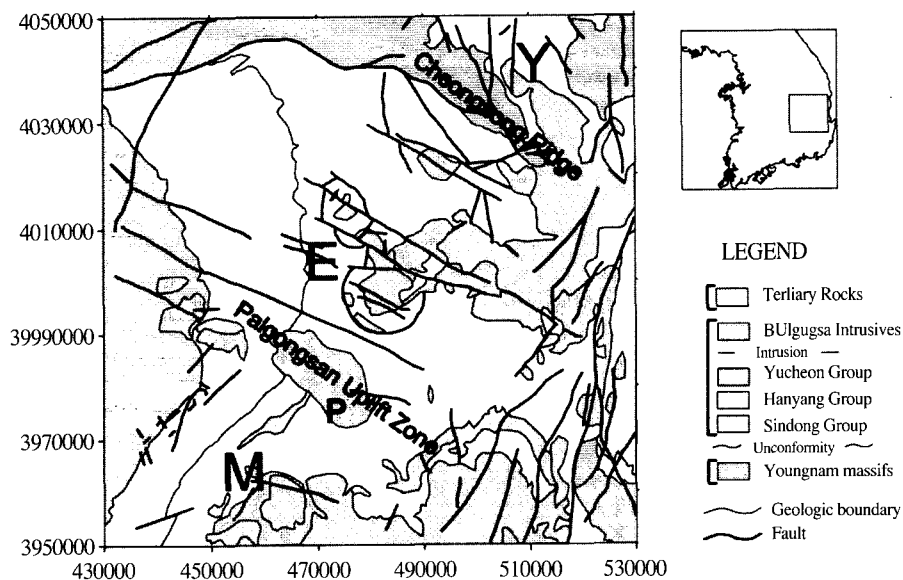 4050000
4030000
4010000
39990000
3970000
3950000
430000 450000 470000 490000 510000 530000
Y
Cheongsong Ridge
E
Palgongsan Uplift Zone
P
M
LEGEND
Terliary Rocks
BUlgugsa Intrusives
Intrusion
Yucheon Group
Hanyang Group
Sindong Group
Unconformity
Youngnam massifs
Geologic boundary
Fault